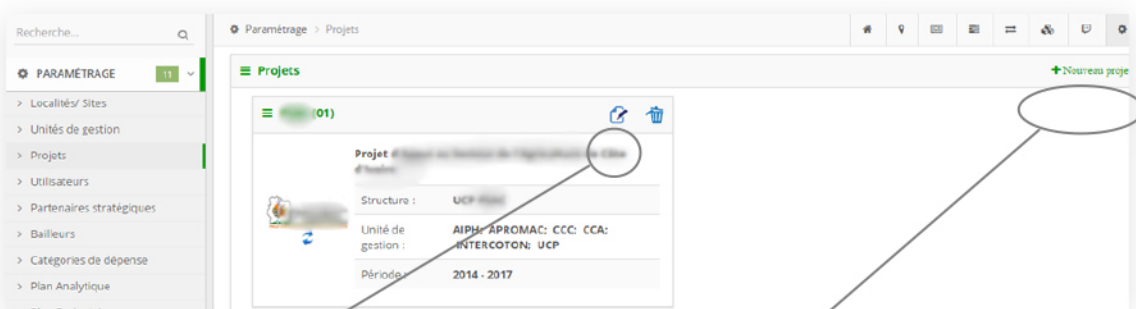 Recherche...
Paramétrage > Projets
PARAMÉTRAGE 11
Projets
+Nouveau proje
> Localités/ Sites
> Unités de gestion
> Projets
> Utilisateurs
> Partenaires stratégiques
> Bailleurs
> Catégories de dépense
> Plan Analytique
(01)
Projet
d'Ivoire
Structure : UCP
Unité de gestion : AIPH; APROMAC; CCC; CCA;
INTERCOTON; UCP
Période : 2014 - 2017